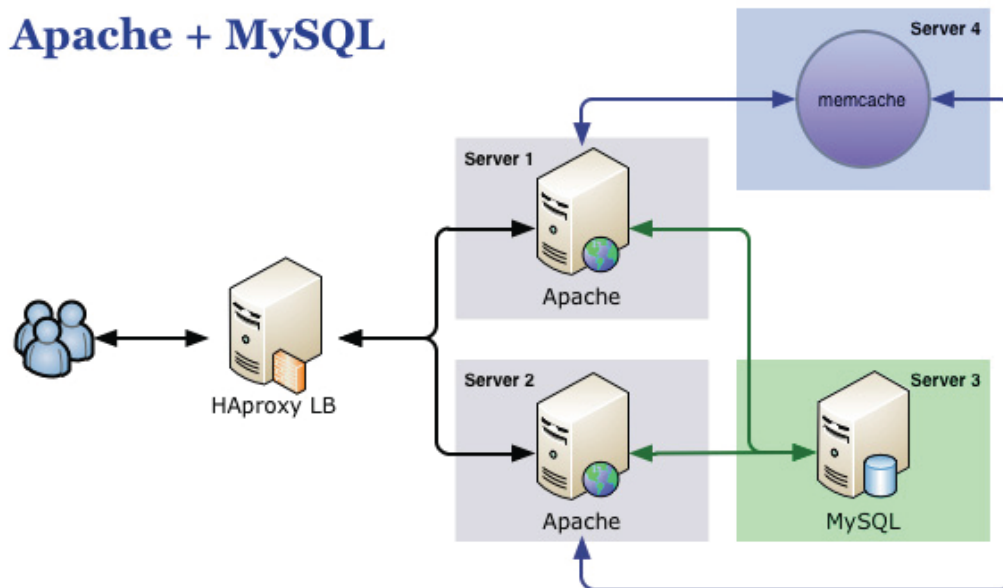 Apache + MySQL
Server 4
memcache
Server 1
Apache
HAproxy LB
Server 2
Apache
Server 3
MySQL